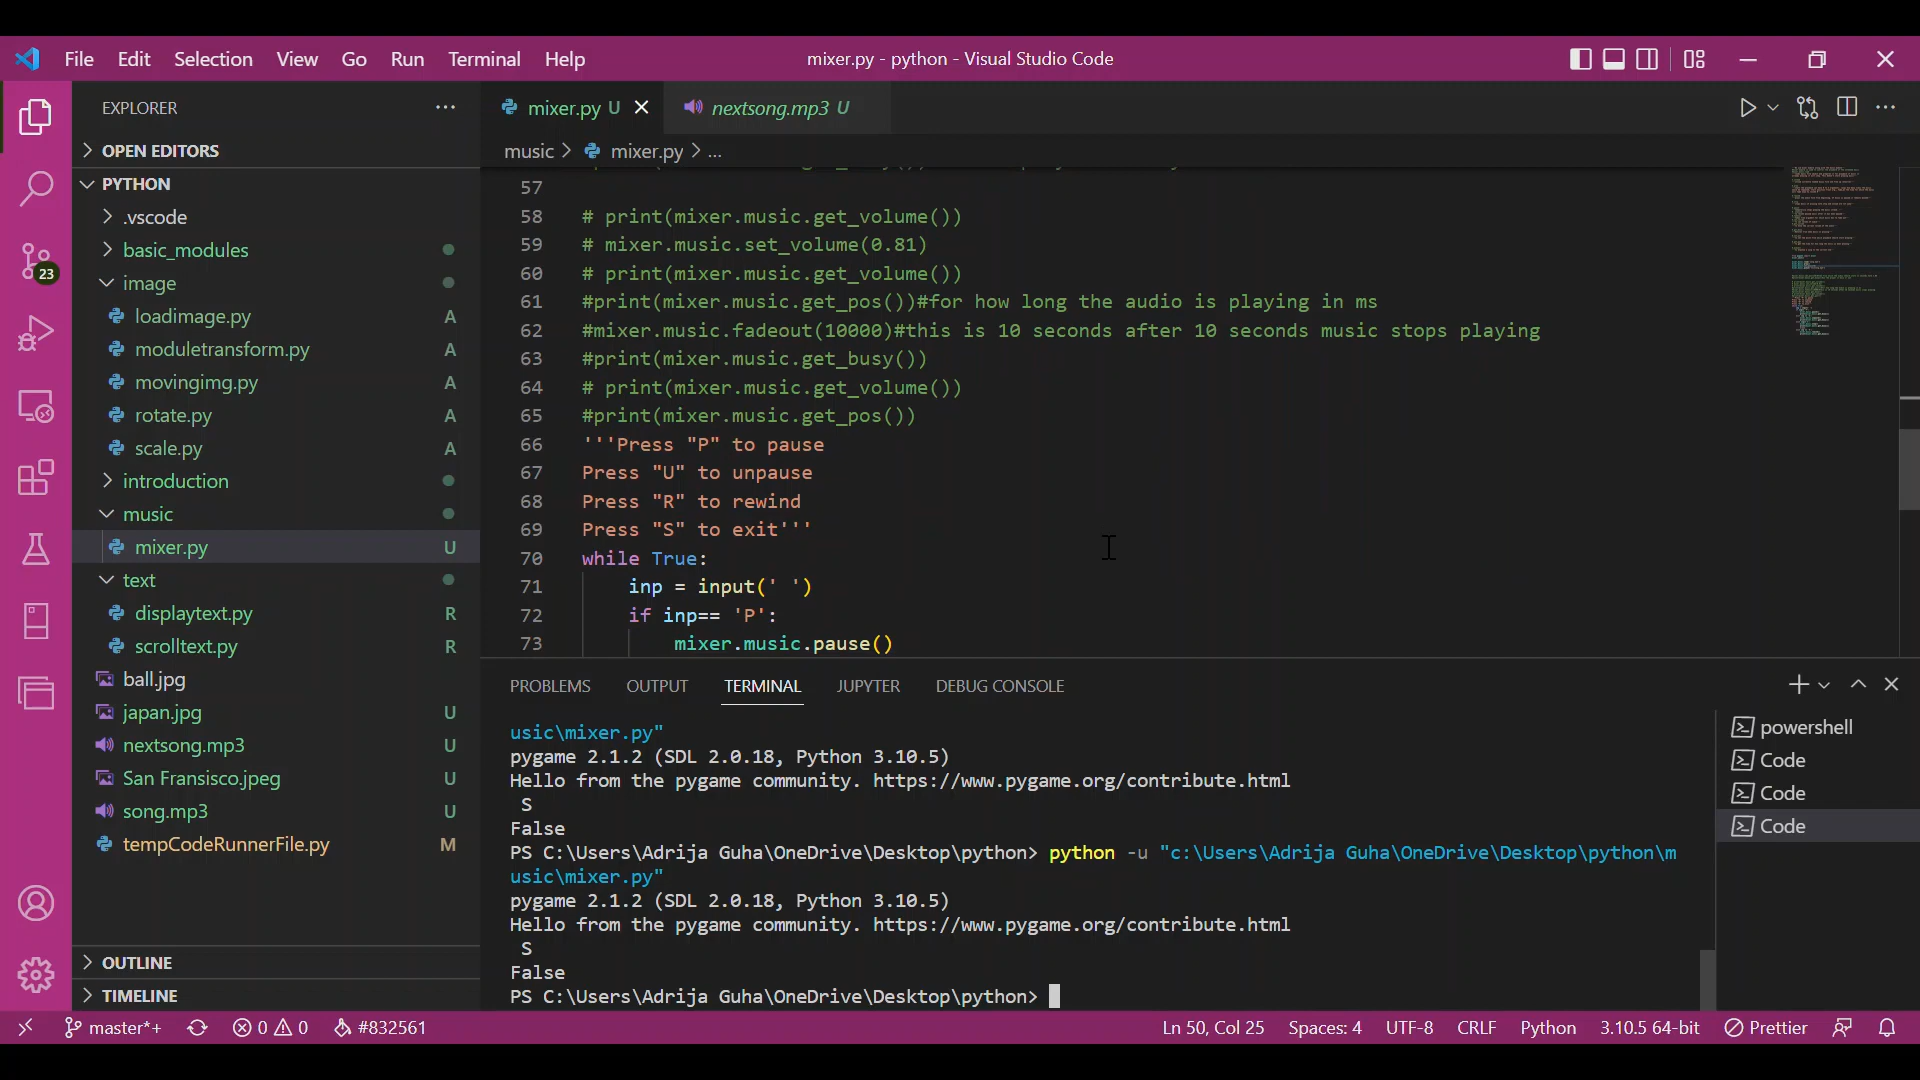 File Edit Selection View Go Run Terminal Help mixer.py - python - Visual Studio Code
EXPLORER
OPEN EDITORS
PYTHON
.vscode
basic_modules
image
loadimage.py A
moduletransform.py A
movingimg.py A
rotate.py A
scale.py A
introduction
music
mixer.py U
text
displaytext.py R
scrolltext.py R
ball.jpg
japan.jpg U
nextsong.mp3 U
San Fransisco.jpeg U
song.mp3 U
tempCodeRunnerFile.py M
OUTLINE
TIMELINE
23
mixer.py U nextsong.mp3 U
music > mixer.py > ...
57
58 # print(mixer.music.get_volume())
59 # mixer.music.set_volume(0.81)
60 # print(mixer.music.get_volume())
61 #print(mixer.music.get_pos())#for how long the audio is playing in ms
62 #mixer.music.fadeout(10000)#this is 10 seconds after 10 seconds music stops playing
63 #print(mixer.music.get_busy())
64 # print(mixer.music.get_volume())
65 #print(mixer.music.get_pos())
66 '''Press "P" to pause
67 Press "U" to unpause
68 Press "R" to rewind
69 Press "S" to exit'''
70 while True:
71 inp = input(' ')
72 if inp== 'P':
73 mixer.music.pause()
PROBLEMS OUTPUT TERMINAL JUPYTER DEBUG CONSOLE
usic\mixer.py"
pygame 2.1.2 (SDL 2.0.18, Python 3.10.5)
Hello from the pygame community. https://www.pygame.org/contribute.html
S
False
PS C:\Users\Adrija Guha\OneDrive\Desktop\python> python -u "c:\Users\Adrija Guha\OneDrive\Desktop\python\m
usic\mixer.py"
pygame 2.1.2 (SDL 2.0.18, Python 3.10.5)
Hello from the pygame community. https://www.pygame.org/contribute.html
S
False
PS C:\Users\Adrija Guha\OneDrive\Desktop\python>
powershell
Code
Code
Code
master*+ 0 0 #832561 Ln 50, Col 25 Spaces: 4 UTF-8 CRLF Python 3.10.5 64-bit Prettier